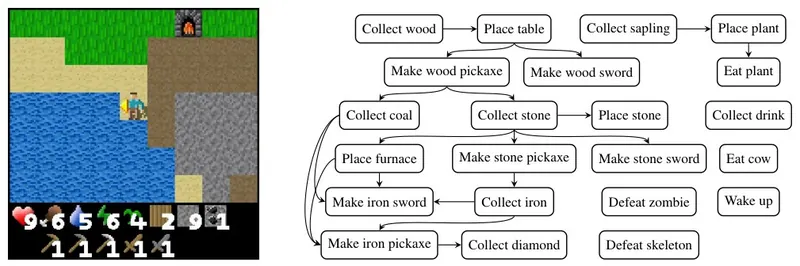 9 6 5 6 4 2 9 1
1 1 1 1 1
Collect wood Place table Collect sapling Place plant
Make wood pickaxe Make wood sword Eat plant
Collect coal Collect stone Place stone Collect drink
Place furnace Make stone pickaxe Make stone sword Eat cow
Make iron sword Collect iron Defeat zombie Wake up
Make iron pickaxe Collect diamond Defeat skeleton